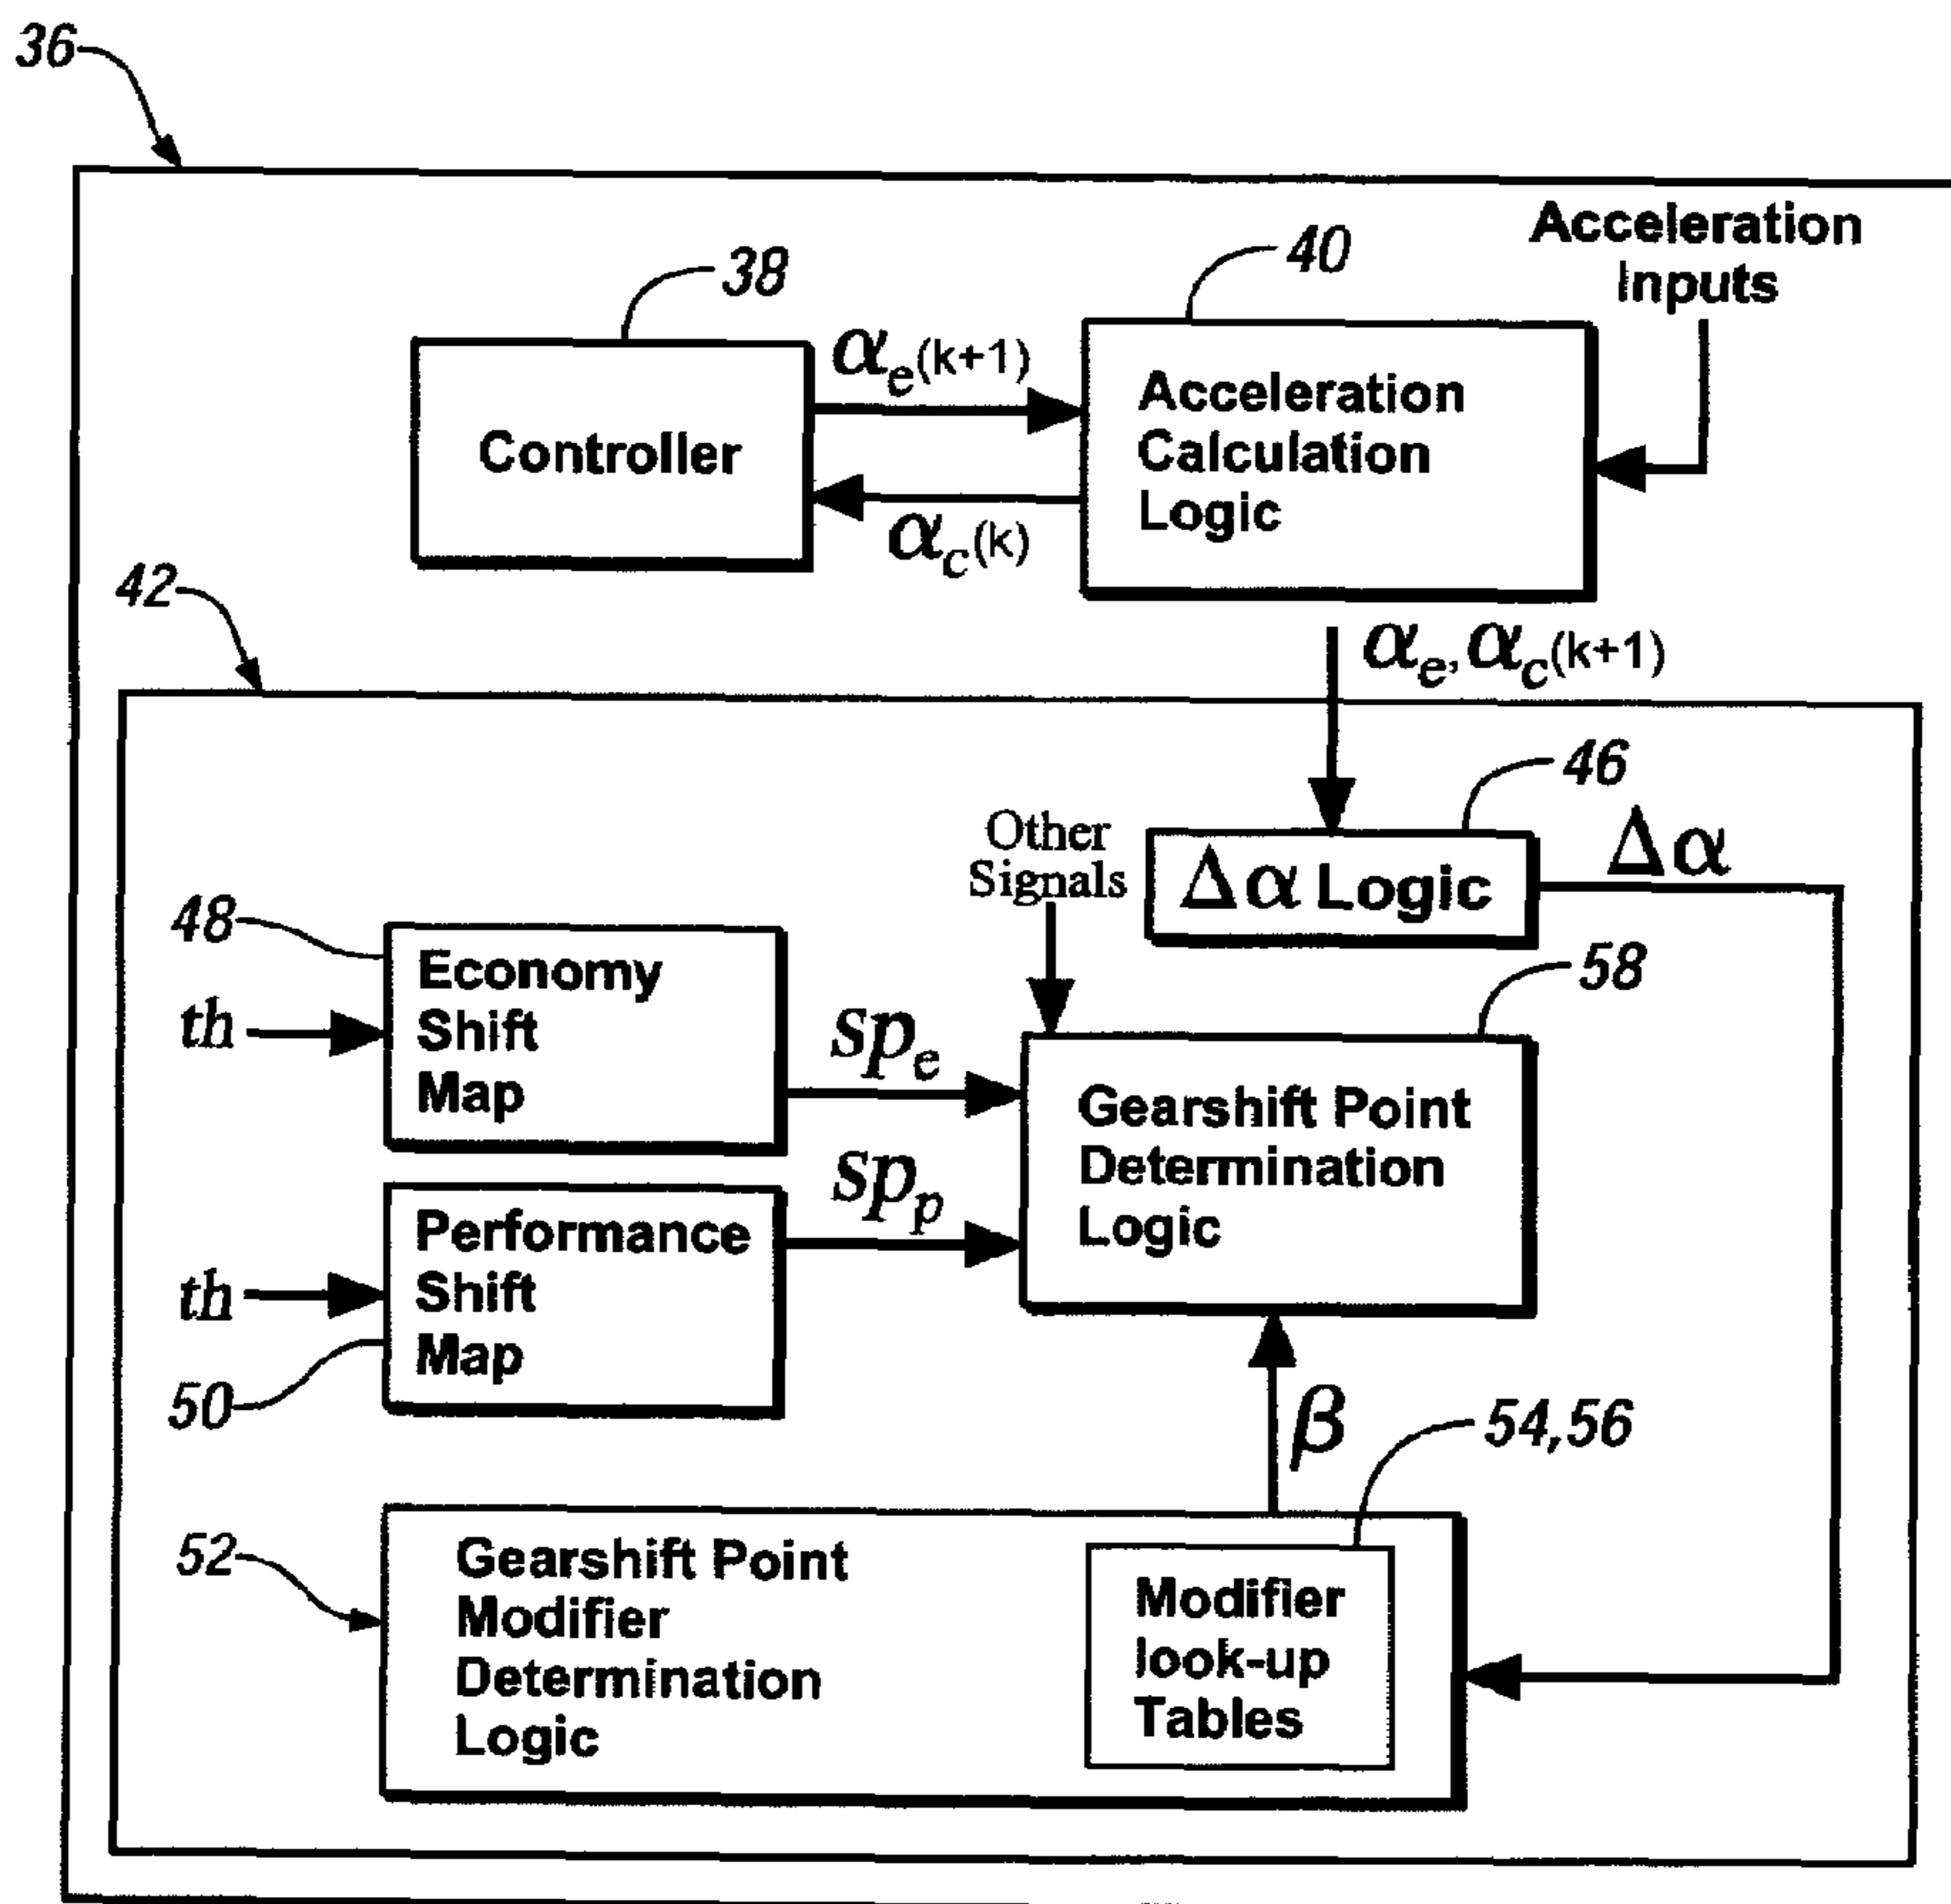 36
Acceleration
Inputs
40
38
αe(k+1)
Acceleration
Calculation
Logic
Controller
αc(k)
42
αe, αc(k+1)
46
Other
Signals
Δα Logic
Δα
48
Economy
Shift
Map
th
spe
58
Gearshift Point
Determination
Logic
spp
Performance
Shift
Map
th
50
β
54,56
52
Gearshift Point
Modifier
Determination
Logic
Modifier
look-up
Tables